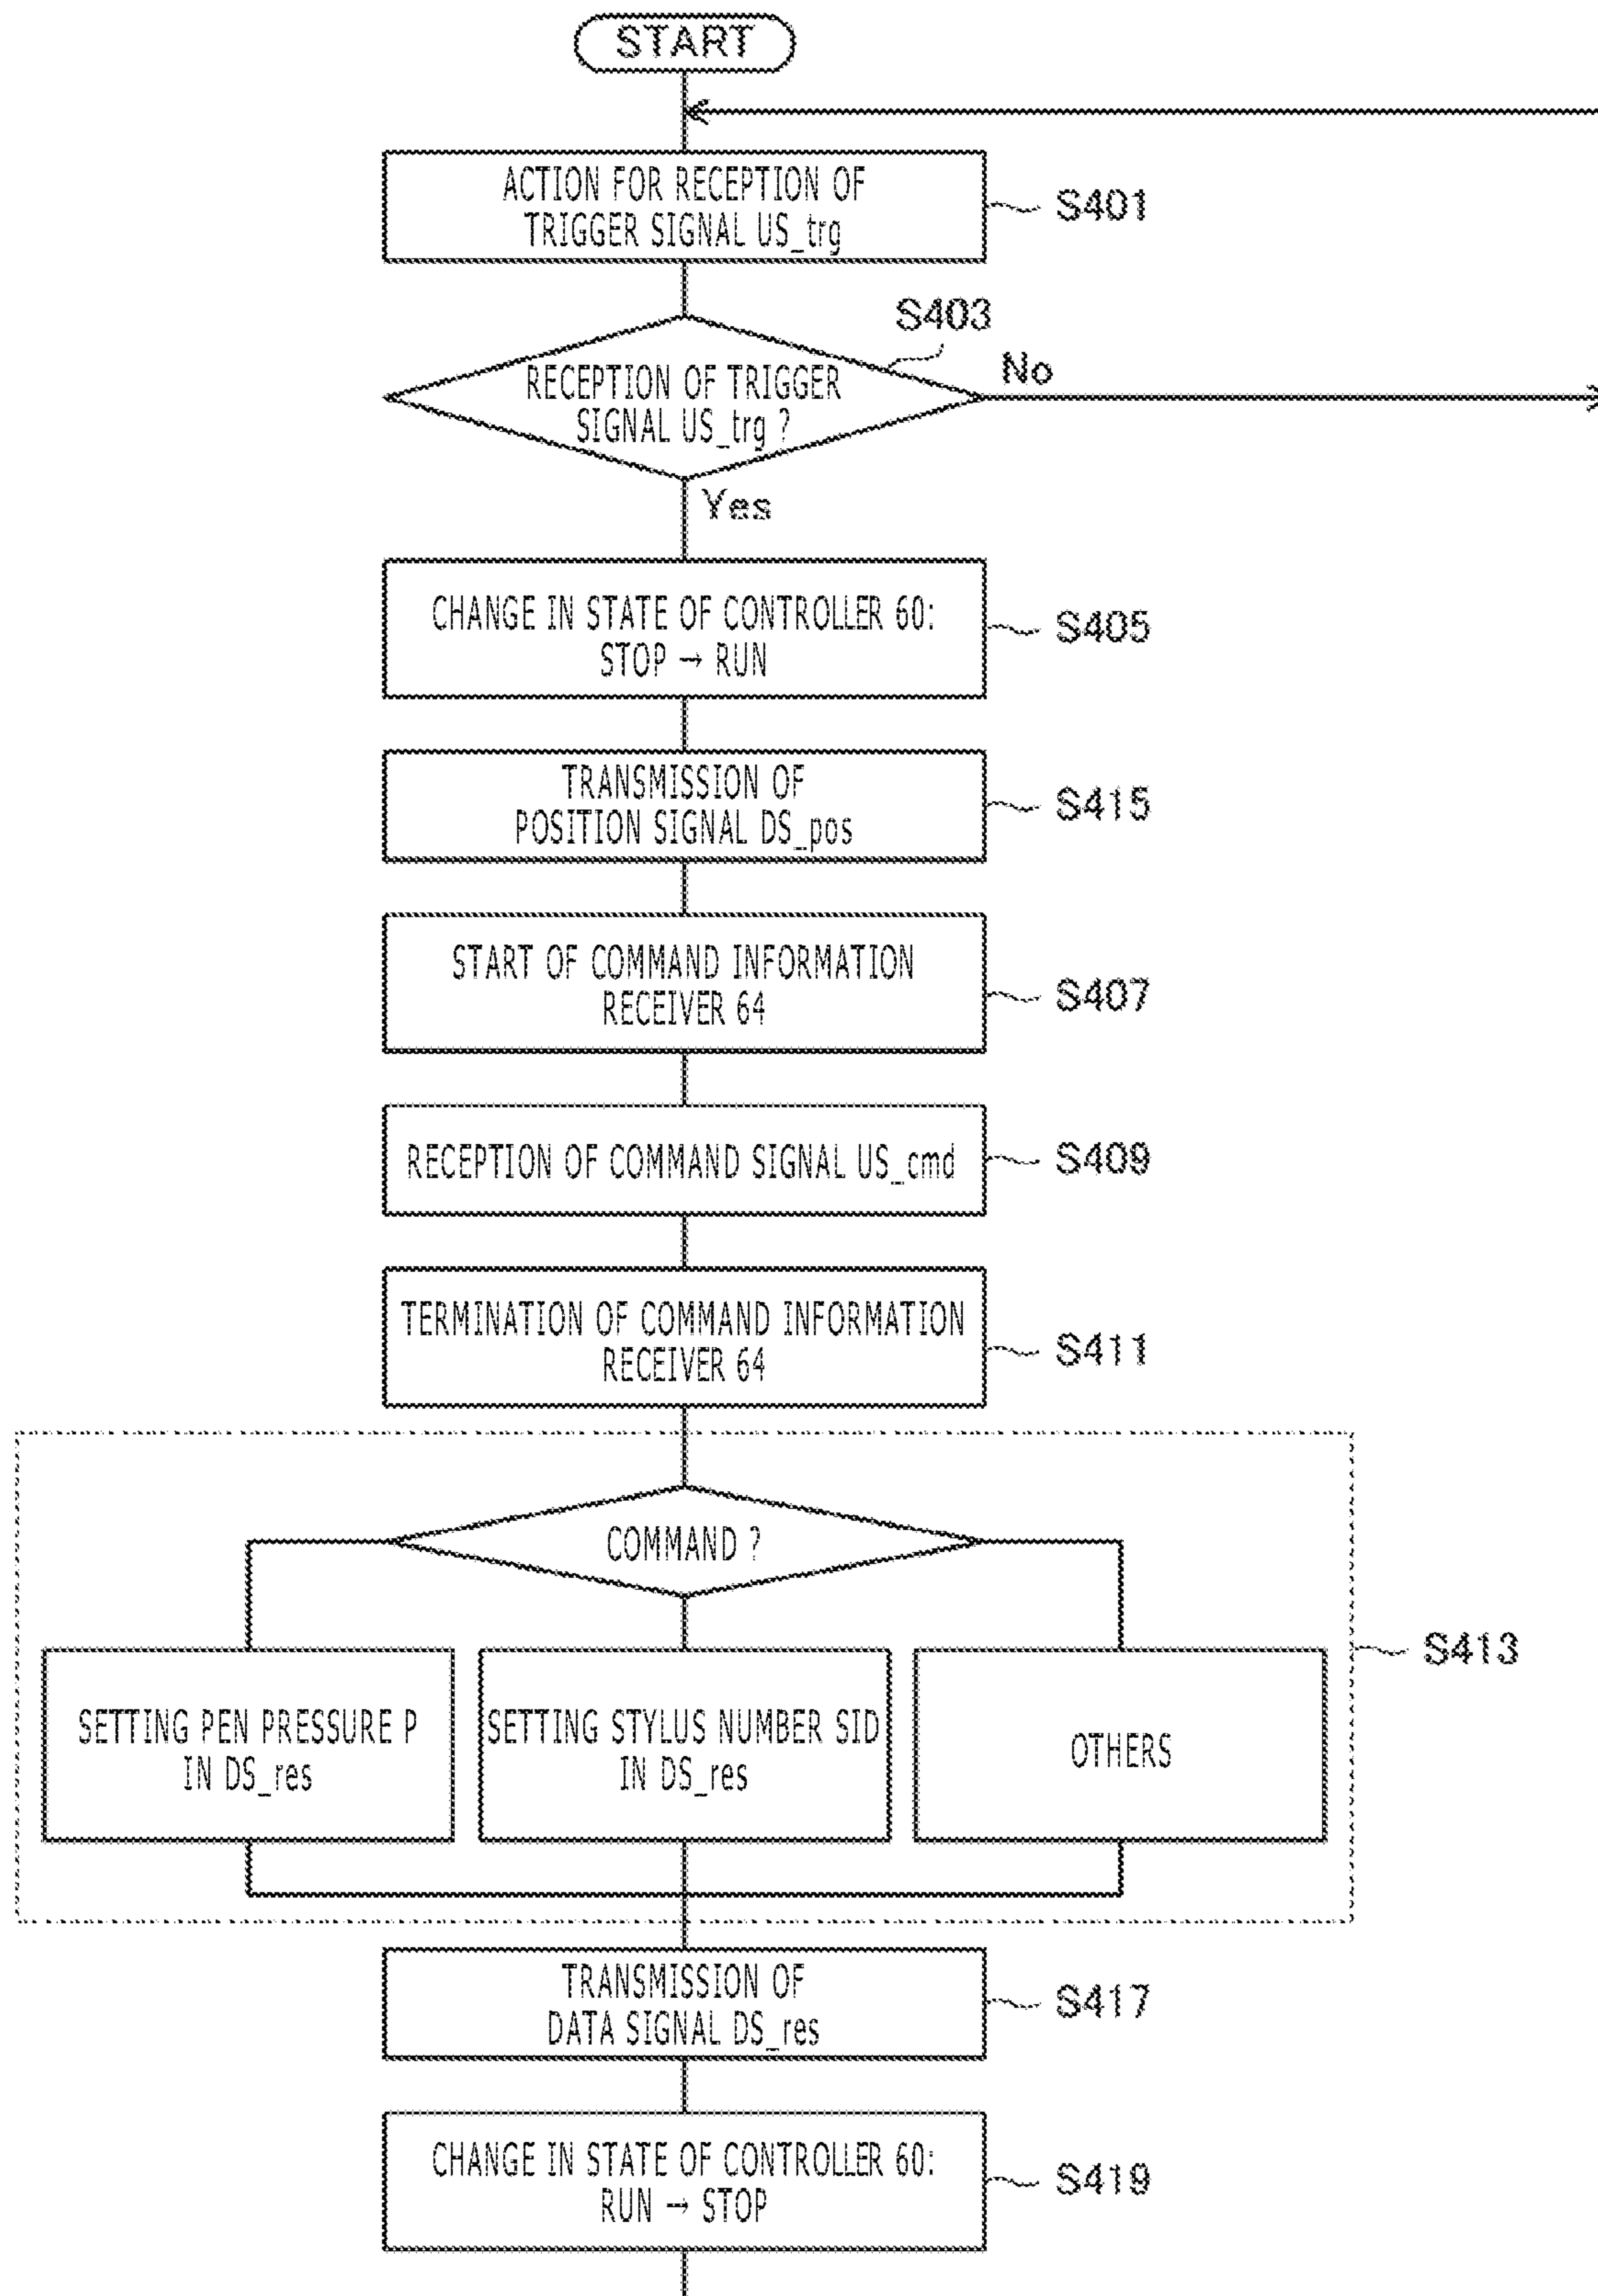 START
ACTION FOR RECEPTION OF
TRIGGER SIGNAL US_trg
S401
S403
RECEPTION OF TRIGGER
SIGNAL US_trg ?
No
Yes
CHANGE IN STATE OF CONTROLLER 60:
STOP → RUN
S405
TRANSMISSION OF
POSITION SIGNAL DS_pos
S415
START OF COMMAND INFORMATION
RECEIVER 64
S407
RECEPTION OF COMMAND SIGNAL US_cmd
S409
TERMINATION OF COMMAND INFORMATION
RECEIVER 64
S411
COMMAND ?
SETTING PEN PRESSURE P
IN DS_res
SETTING STYLUS NUMBER SID
IN DS_res
OTHERS
S413
TRANSMISSION OF
DATA SIGNAL DS_res
S417
CHANGE IN STATE OF CONTROLLER 60:
RUN → STOP
S419